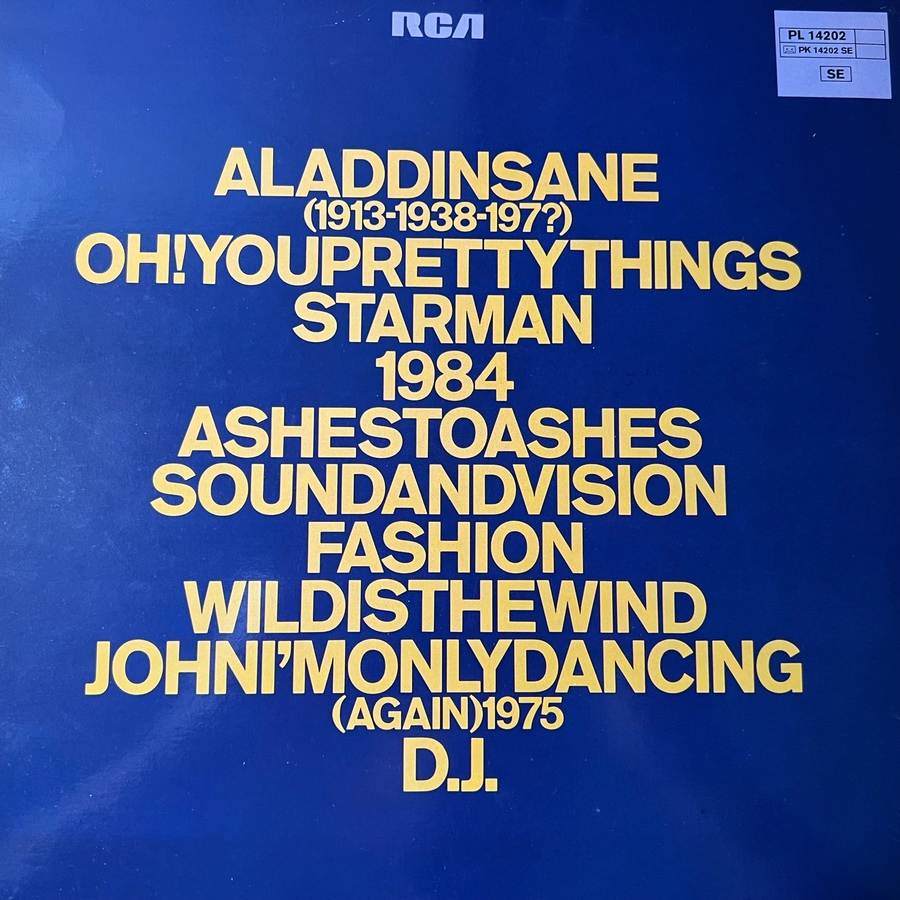 RCA
PL 14202
PK 14202 SE
SE
ALADDINSANE
(1913-1938-197?)
OH!YOUPRETTYTHINGS
STARMAN
1984
ASHESTOASHES
SOUNDANDVISION
FASHION
WILDISTHEWIND
JOHNI'MONLYDANCING
(AGAIN)1975
D.J.